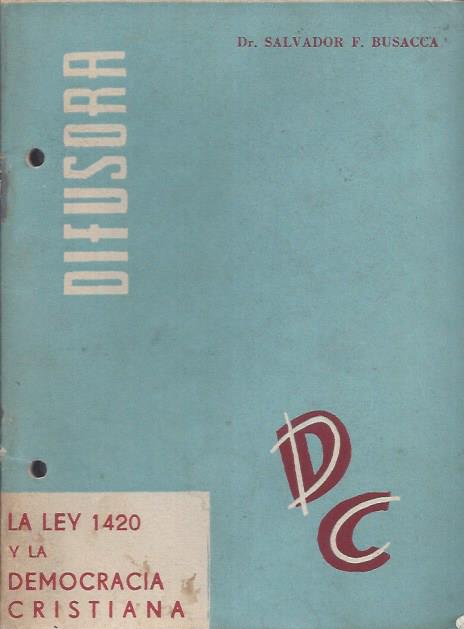 Dr. SALVADOR F. BUSACCA
DIFUSORA
DC
LA LEY 1420
Y LA
DEMOCRACIA
CRISTIANA